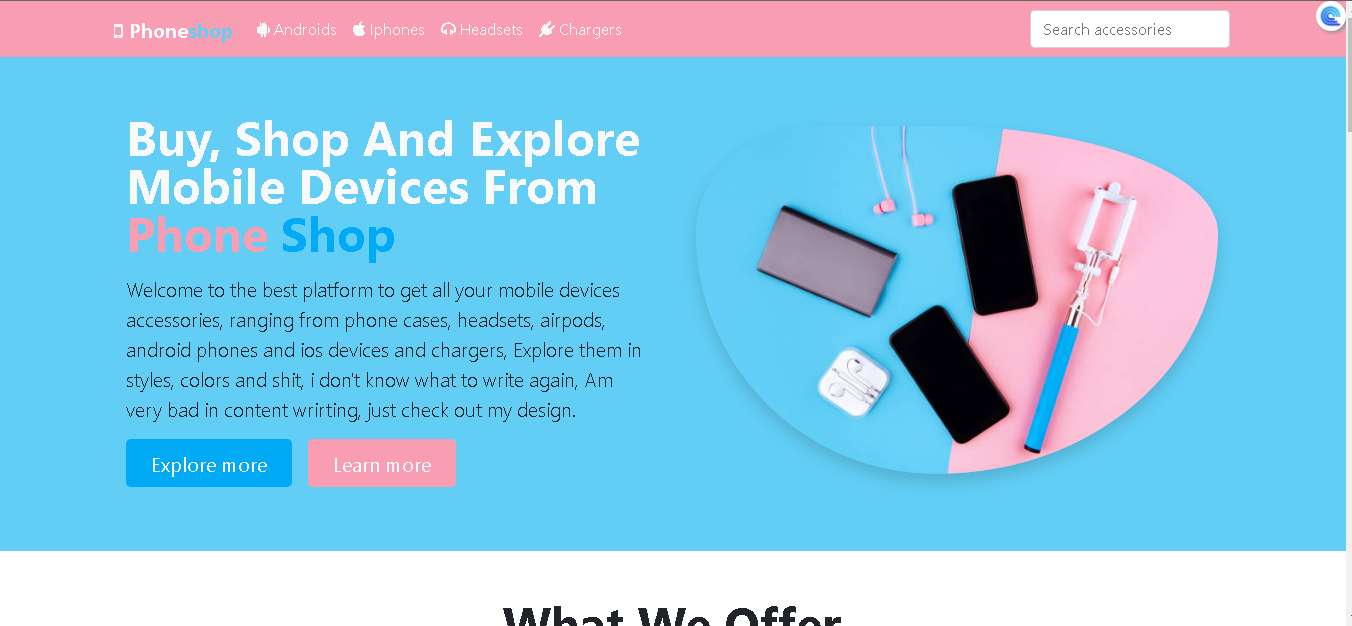 Phoneshop Androids Iphones Headsets Chargers Search accessories
Buy, Shop And Explore
Mobile Devices From
Phone Shop
Welcome to the best platform to get all your mobile devices
accessories, ranging from phone cases, headsets, airpods,
android phones and ios devices and chargers, Explore them in
styles, colors and shit, i don't know what to write again, Am
very bad in content wrirting, just check out my design.
Explore more Learn more
What We Offer